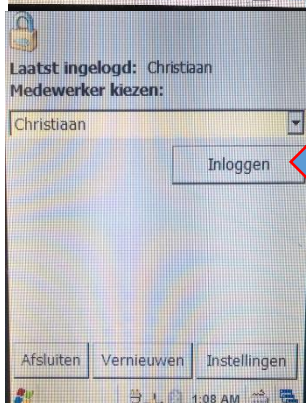 Laatst ingelogd: Christiaan
Medewerker kiezen:
Christiaan
Inloggen
Afsluiten Vernieuwen Instellingen
1:08 AM